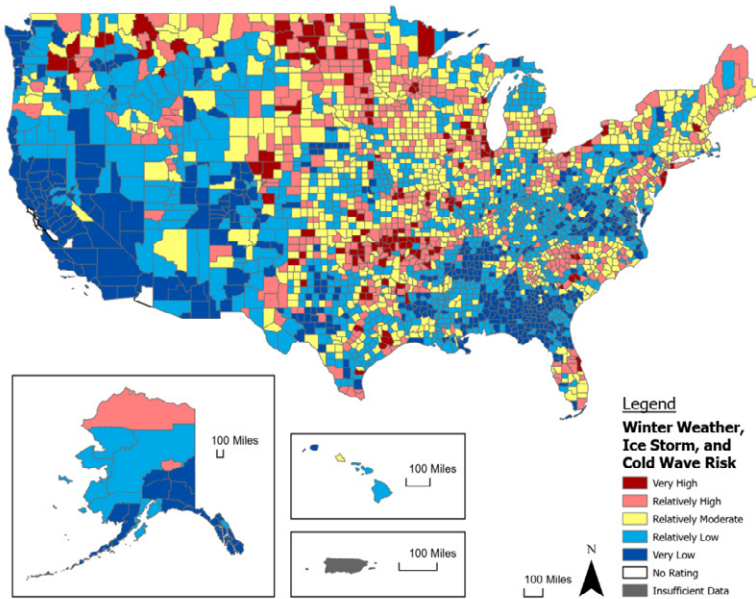 100 Miles
100 Miles
100 Miles
100 Miles
N
Legend
Winter Weather,
Ice Storm, and
Cold Wave Risk
Very High
Relatively High
Relatively Moderate
Relatively Low
Very Low
No Rating
Insufficient Data